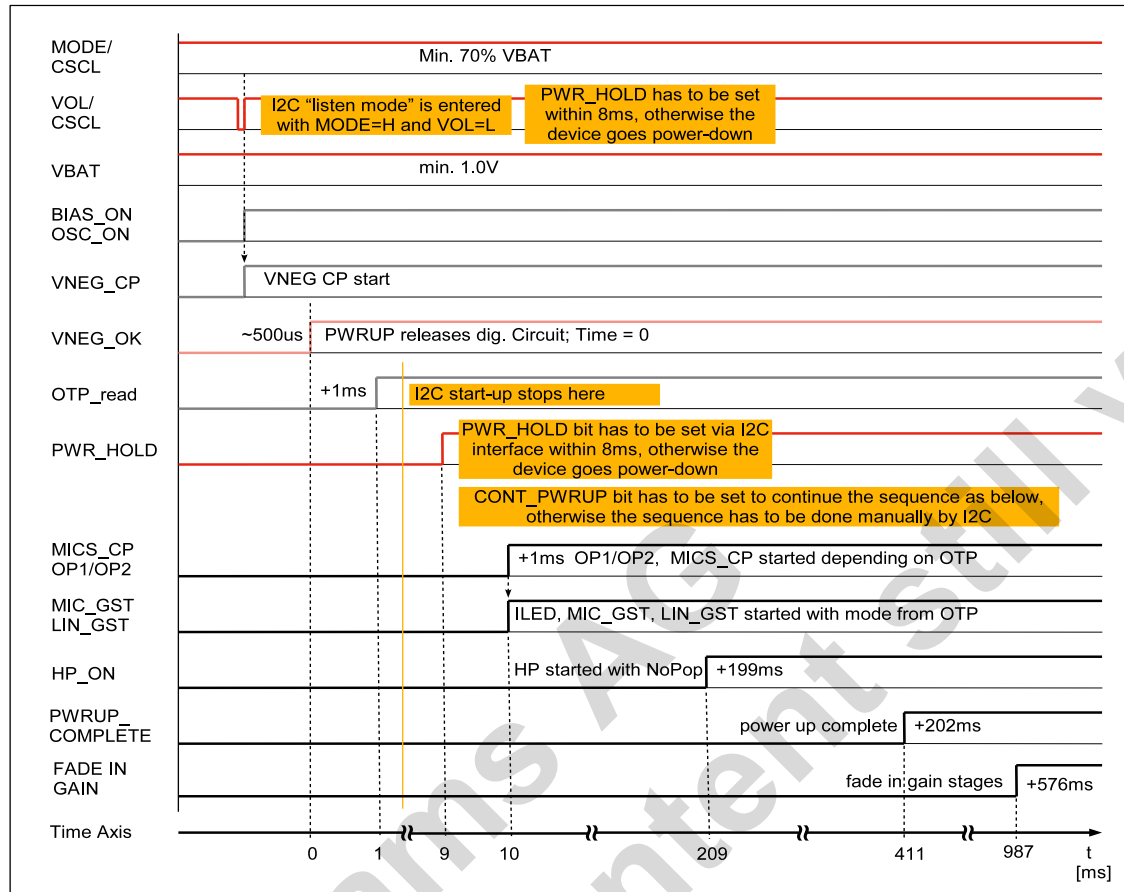 MODE/
CSCL
Min. 70% VBAT
VOL/
CSCL
I2C “listen mode” is entered
with MODE=H and VOL=L
PWR_HOLD has to be set
within 8ms, otherwise the
device goes power-down
VBAT
min. 1.0V
BIAS_ON
OSC_ON
VNEG_CP
VNEG CP start
VNEG_OK
~500us
PWRUP releases dig. Circuit; Time = 0
OTP_read
+1ms
I2C start-up stops here
PWR_HOLD
PWR_HOLD bit has to be set via I2C
interface within 8ms, otherwise the
device goes power-down
CONT_PWRUP bit has to be set to continue the sequence as below,
otherwise the sequence has to be done manually by I2C
MICS_CP
OP1/OP2
+1ms OP1/OP2, MICS_CP started depending on OTP
MIC_GST
LIN_GST
ILED, MIC_GST, LIN_GST started with mode from OTP
HP_ON
HP started with NoPop
+199ms
PWRUP_
COMPLETE
power up complete
+202ms
FADE IN
GAIN
fade in gain stages
+576ms
Time Axis
0 1 9 10 209 411 987 t
[ms]
ams AG
still